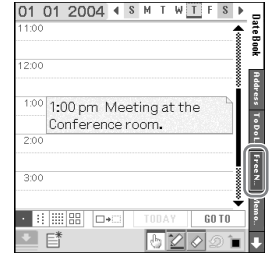 01 01 2004 S M T W T F S
11:00
12:00
1:00 1:00 pm Meeting at the
Conference room.
2:00
3:00
TODAY GO TO
Date Book
Address
To Do L
Free N..
Memo.